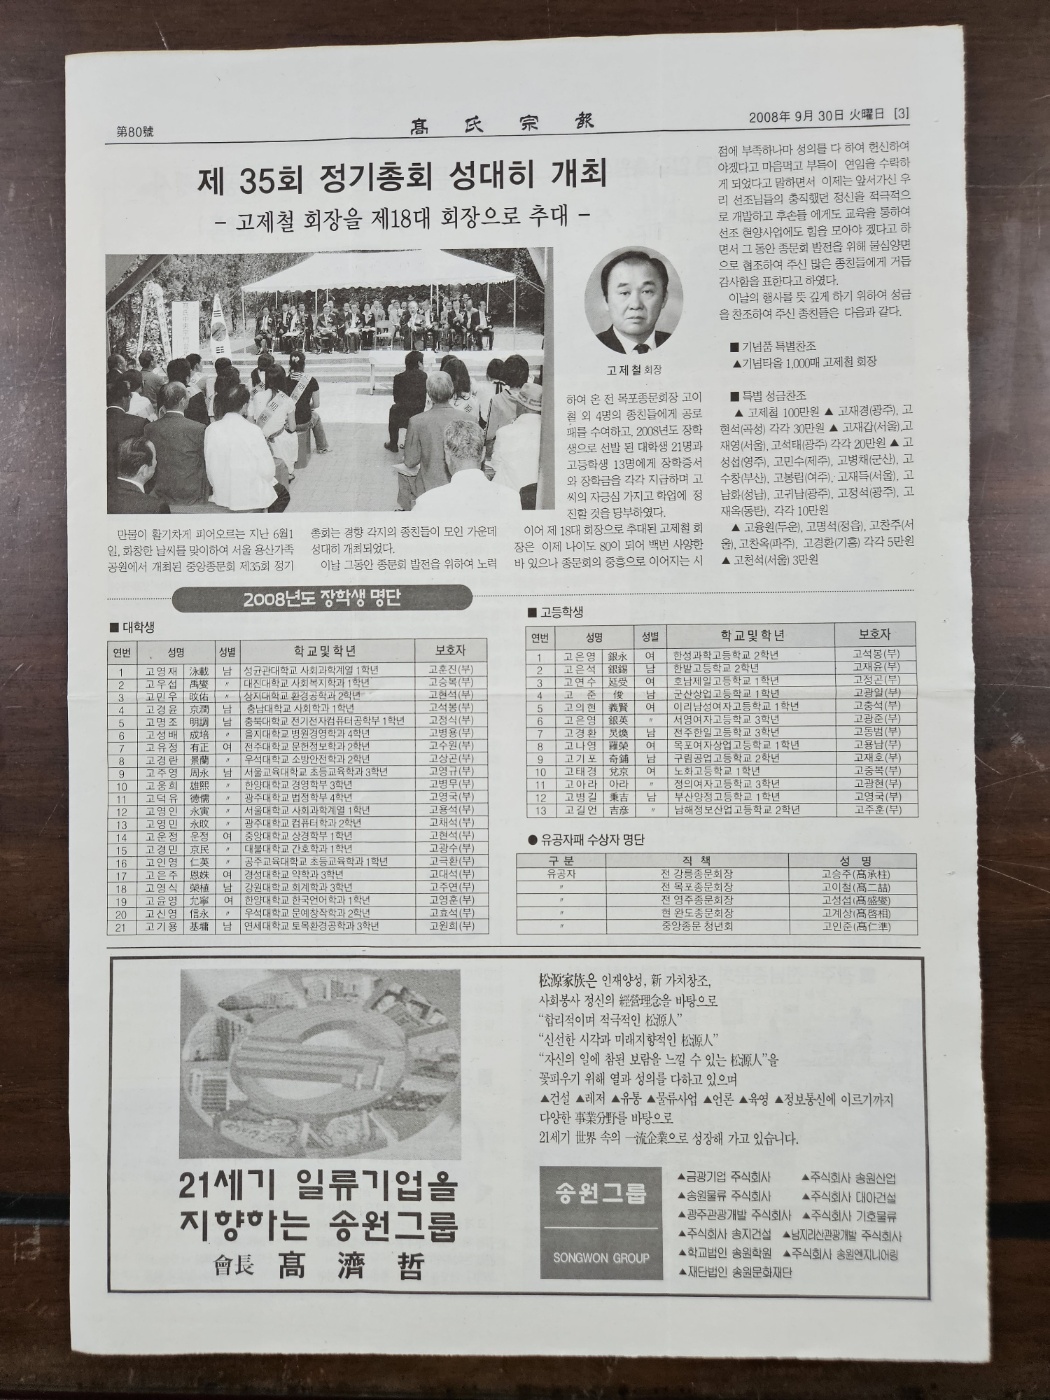 第80號
髙氏宗報
2008年 9月 30日 火曜日 [3]
제 35회 정기총회 성대히 개최
- 고제철 회장을 제18대 회장으로 추대 -
고제철 회장
만물이 활기차게 피어오르는 지난 6월1
일, 화창한 날씨를 맞이하여 서울 용산가족
공원에서 개최된 중앙종문회 제35회 정기
총회는 경향 각지의 종친들이 모인 가운데
성대히 개최되었다.
이날 그동안 종문회 발전을 위하여 노력
하여 온 전 목포종문회장 고이
철 외 4명의 종친들에게 공로
패를 수여하고, 2008년도 장학
생으로 선발 된 대학생 21명과
고등학생 13명에게 장학증서
와 장학금을 각각 지급하며 고
씨의 자긍심 가지고 학업에 정
진할 것을 당부하였다.
이어 제 18대 회장으로 추대된 고제철 회
장은 이제 나이도 80이 되어 백번 사양한
바 있으나 종문회의 중흥으로 이어지는 시
점에 부족하나마 성의를 다 하여 헌신하여
야겠다고 마음먹고 부득이 연임을 수락하
게 되었다고 말하면서 이제는 앞서가신 우
리 선조님들의 충직했던 정신을 적극적으
로 개발하고 후손들 에게도 교육을 통하여
선조 현양사업에도 힘을 모아야 겠다고 하
면서 그 동안 종문회 발전을 위해 물심양면
으로 협조하여 주신 많은 종친들에게 거듭
감사함을 표한다고 하였다.
이날의 행사를 뜻 깊게 하기 위하여 성금
을 찬조하여 주신 종친들은 다음과 같다.
■ 기념품 특별찬조
▲기념타올 1,000매 고제철 회장
■ 특별 성금찬조
▲ 고제철 100만원 ▲ 고재경(광주), 고
현석(곡성) 각각 30만원 ▲ 고재갑(서울),고
재영(서울), 고석태(광주) 각각 20만원 ▲ 고
성섭(영주), 고민수(제주), 고병채(군산), 고
수창(부산), 고봉림(여주), 고재득(서울), 고
남화(성남), 고귀남(광주), 고정석(광주), 고
재옥(동탄), 각각 10만원
▲ 고융원(두운), 고명석(정읍), 고찬주(서
울), 고찬옥(파주), 고경환(기흥) 각각 5만원
▲ 고천석(서울) 3만원
2008년도 장학생 명단
■ 대학생
연번 성명 성별 학교및학년 보호자
1 고영재 泳載 남 성균관대학교 사회과학계열 1학년 고훈진(부)
2 고우섭 禹燮 〃 대진대학교 사회복지학과 1학년 고승복(부)
3 고민우 旼佑 〃 상지대학교 환경공학과 2학년 고현석(부)
4 고경윤 京潤 남 충남대학교 사회학과 1학년 고석봉(부)
5 고명조 明調 남 충북대학교 전기전자컴퓨터공학부 1학년 고정식(부)
6 고성배 成培 〃 을지대학교 병원경영학과 4학년 고병용(부)
7 고유정 有正 여 전주대학교 문헌정보학과 2학년 고수원(부)
8 고경란 景蘭 〃 우석대학교 소방안전학과 2학년 고상곤(부)
9 고주영 周永 남 서울교육대학교 초등교육학과 3학년 고영규(부)
10 고웅희 雄熙 〃 한양대학교 경영학부 3학년 고병무(부)
11 고덕유 德儒 〃 광주대학교 법정학부 4학년 고영국(부)
12 고영인 永寅 〃 서울대학교 사회과학계열 1학년 고용석(부)
13 고영민 永旼 〃 광주대학교 컴퓨터학과 2학년 고재석(부)
14 고운정 운정 여 중앙대학교 상경학부 1학년 고현석(부)
15 고경민 京民 〃 대불대학교 간호학과 1학년 고광수(부)
16 고인영 仁英 〃 공주교육대학교 초등교육학과 1학년 고극환(부)
17 고은주 恩姝 여 경성대학교 약학과 3학년 고대석(부)
18 고영식 榮植 남 강원대학교 회계학과 3학년 고주연(부)
19 고윤영 允寧 여 한양대학교 한국언어학과 1학년 고영훈(부)
20 고신영 信永 〃 우석대학교 문예창작학과 2학년 고효석(부)
21 고기용 基墉 남 연세대학교 토목환경공학과 3학년 고원희(부)
■ 고등학생
연번 성명 성별 학교및학년 보호자
1 고은영 銀永 여 한성과학고등학교 2학년 고석봉(부)
2 고은석 남 한밭고등학교 2학년 고재윤(부)
3 고연수 延受 여 호남제일고등학교 1학년 고정곤(부)
4 고준 俊 남 군산상업고등학교 1학년 고광일(부)
5 고의현 義賢 여 이리남성여자고등학교 1학년 고충석(부)
6 고은영 銀英 〃 서영여자고등학교 3학년 고광준(부)
7 고경환 남 전주한일고등학교 3학년 고동범(부)
8 고나영 羅榮 여 목포여자상업고등학교 1학년 고용남(부)
9 고기포 奇鋪 남 구림공업고등학교 2학년 고재호(부)
10 고태경 兌京 여 노화고등학교 1학년 고중복(부)
11 고아라 아라 〃 정의여자고등학교 3학년 고광현(부)
12 고병길 秉吉 남 부산양정고등학교 1학년 고영국(부)
13 고길언 吉彦 〃 남해정보산업고등학교 2학년 고주훈(부)
● 유공자패 수상자 명단
구분 직책 성명
유공자 전 강릉종문회장 고승주(髙承柱)
〃 전 목포종문회장 고이철(髙二喆)
〃 전 영주종문회장 고성섭(髙盛燮)
〃 현 완도종문회장 고계상(髙啓相)
〃 중앙종문 청년회 고인준(髙仁準)
21세기 일류기업을
지향하는 송원그룹
會長 髙濟哲
松源家族은 인재양성, 新 가치창조,
사회봉사 정신의 經營理念을 바탕으로
“합리적이며 적극적인 松源人”
“신선한 시각과 미래지향적인 松源人”
“자신의 일에 참된 보람을 느낄 수 있는 松源人”을
꽃피우기 위해 열과 성의를 다하고 있으며
▲건설 ▲레저 ▲유통 ▲물류사업 ▲언론 ▲육영 ▲정보통신에 이르기까지
다양한 事業分野를 바탕으로
21세기 世界 속의 一流企業으로 성장해 가고 있습니다.
송원그룹
SONGWON GROUP
▲금광기업 주식회사 ▲주식회사 송원산업
▲송원물류 주식회사 ▲주식회사 대아건설
▲광주관광개발 주식회사 ▲주식회사 기호물류
▲주식회사 송지건설 ▲남지리산관광개발 주식회사
▲학교법인 송원학원 ▲주식회사 송원엔지니어링
▲재단법인 송원문화재단